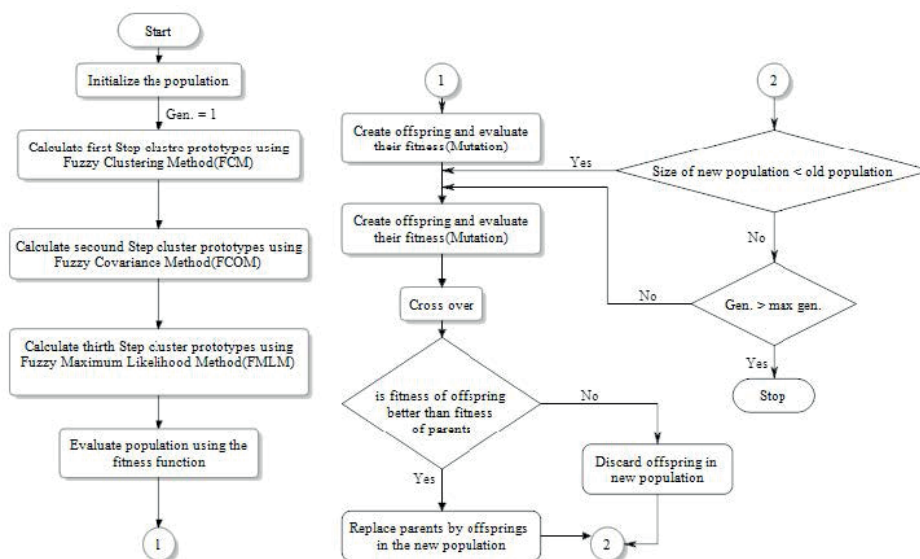 Start
Initialize the population
Gen. = 1
Calculate first Step clustre prototypes using
Fuzzy Clustering Method(FCM)
Calculate secound Step cluster prototypes using
Fuzzy Covariance Method(FCOM)
Calculate thirth Step cluster prototypes using
Fuzzy Maximum Likelihood Method(FMLM)
Evaluate population using the
fitness function
1
1
Create offspring and evaluate
their fitness(Mutation)
Create offspring and evaluate
their fitness(Mutation)
Cross over
is fitness of offspring
better than fitness
of parents
Yes
No
Replace parents by offsprings
in the new population
Discard offspring in
new population
2
2
Size of new population < old population
Yes
No
Gen. > max gen.
No
Yes
Stop